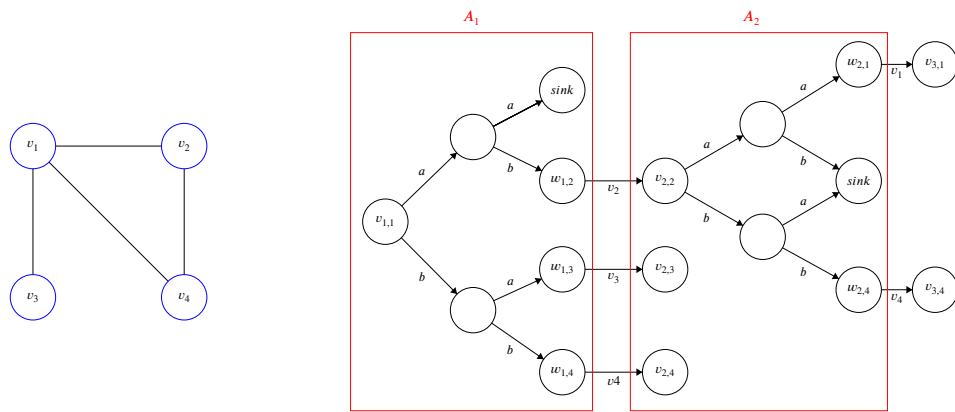 A₁
A₂
v₁
v₂
v₃
v₄
v₁,₁
a
b
a
b
a
b
sink
w₁,₂
w₁,₃
w₁,₄
v₂
v₃
v4
v₂,₂
v₂,₃
v₂,₄
a
b
a
b
a
b
w₂,₁
sink
w₂,₄
v₁
v₄
v₃,₁
v₃,₄